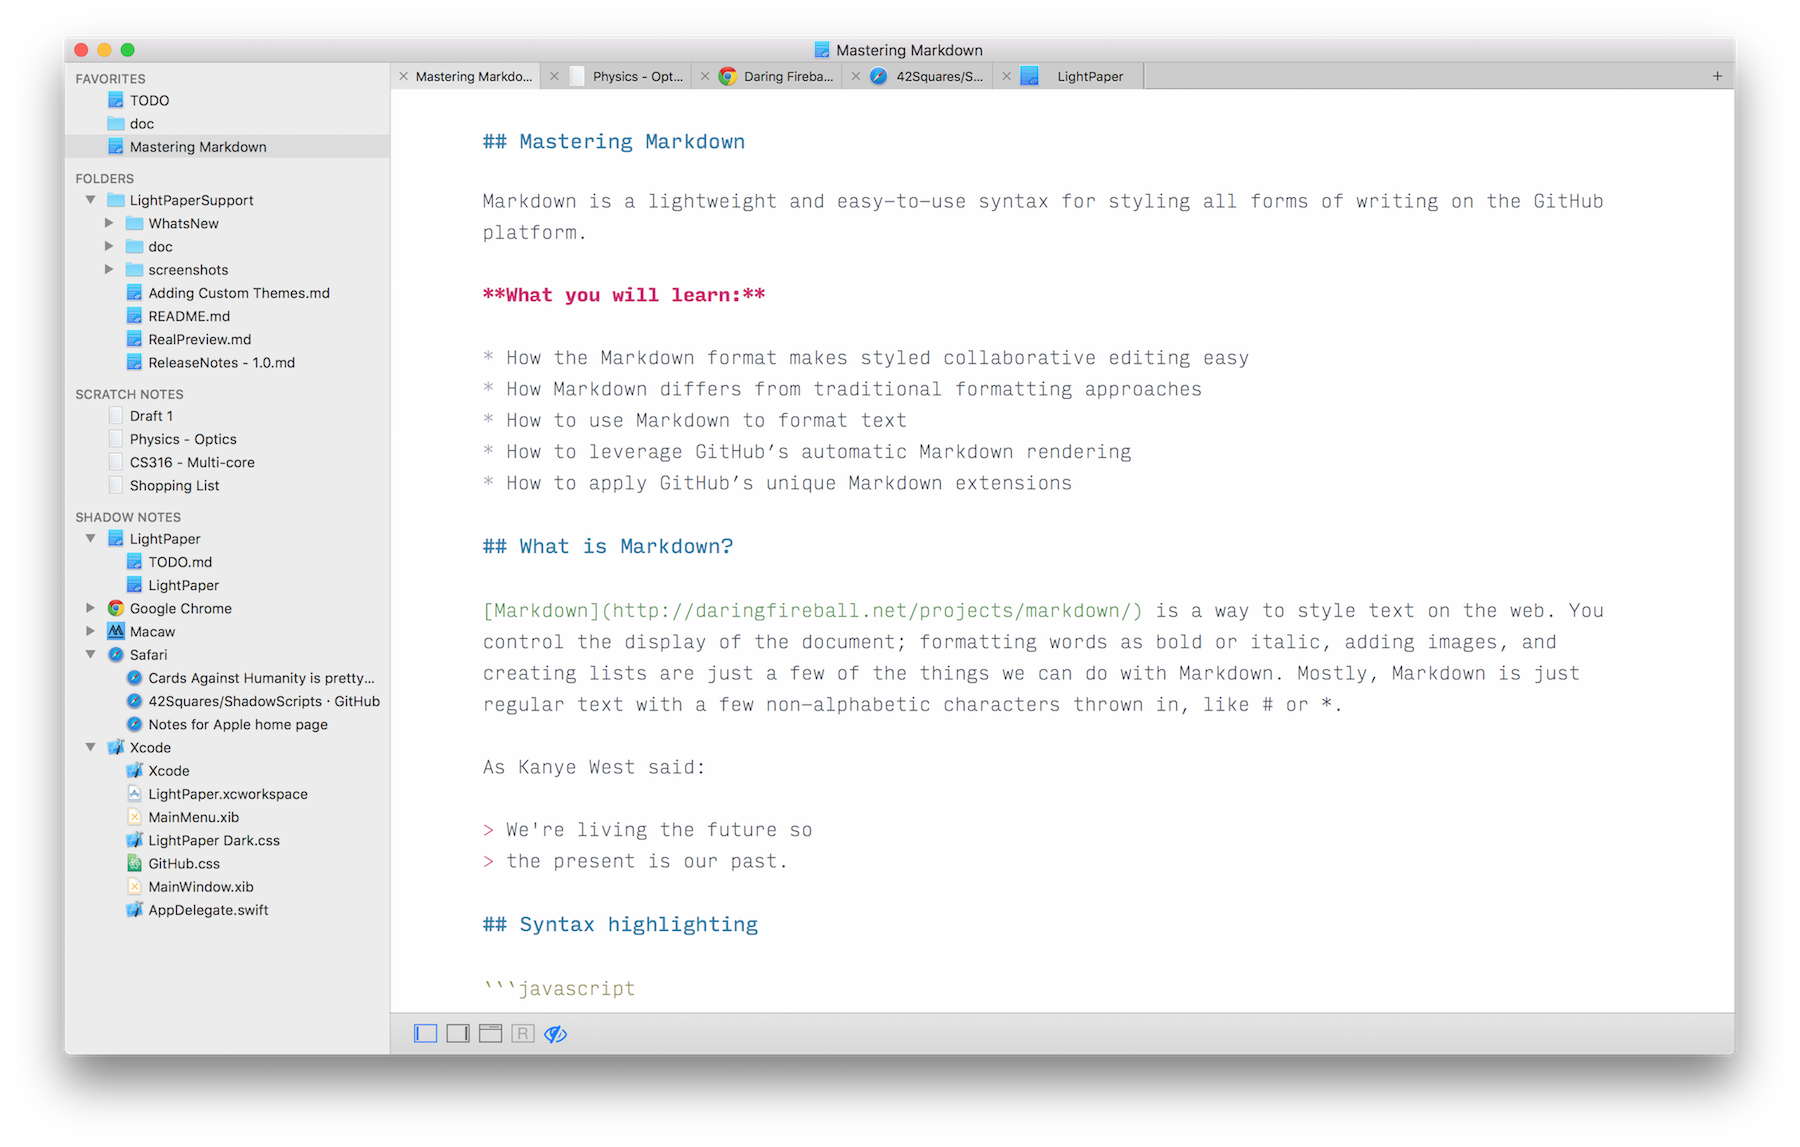 Mastering Markdown
FAVORITES
TODO
doc
Mastering Markdown
FOLDERS
LightPaperSupport
WhatsNew
doc
screenshots
Adding Custom Themes.md
README.md
RealPreview.md
ReleaseNotes - 1.0.md
SCRATCH NOTES
Draft 1
Physics - Optics
CS316 - Multi-core
Shopping List
SHADOW NOTES
LightPaper
TODO.md
LightPaper
Google Chrome
Macaw
Safari
Cards Against Humanity is pretty...
42Squares/ShadowScripts · GitHub
Notes for Apple home page
Xcode
Xcode
LightPaper.xcworkspace
MainMenu.xib
LightPaper Dark.css
GitHub.css
MainWindow.xib
AppDelegate.swift
Mastering Markdo... Physics - Opt... Daring Fireba... 42Squares/S... LightPaper +
## Mastering Markdown
Markdown is a lightweight and easy-to-use syntax for styling all forms of writing on the GitHub
platform.
**What you will learn:**
* How the Markdown format makes styled collaborative editing easy
* How Markdown differs from traditional formatting approaches
* How to use Markdown to format text
* How to leverage GitHub’s automatic Markdown rendering
* How to apply GitHub’s unique Markdown extensions
## What is Markdown?
[Markdown](http://daringfireball.net/projects/markdown/) is a way to style text on the web. You
control the display of the document; formatting words as bold or italic, adding images, and
creating lists are just a few of the things we can do with Markdown. Mostly, Markdown is just
regular text with a few non-alphabetic characters thrown in, like # or *.
As Kanye West said:
> We're living the future so
> the present is our past.
## Syntax highlighting
```javascript
R